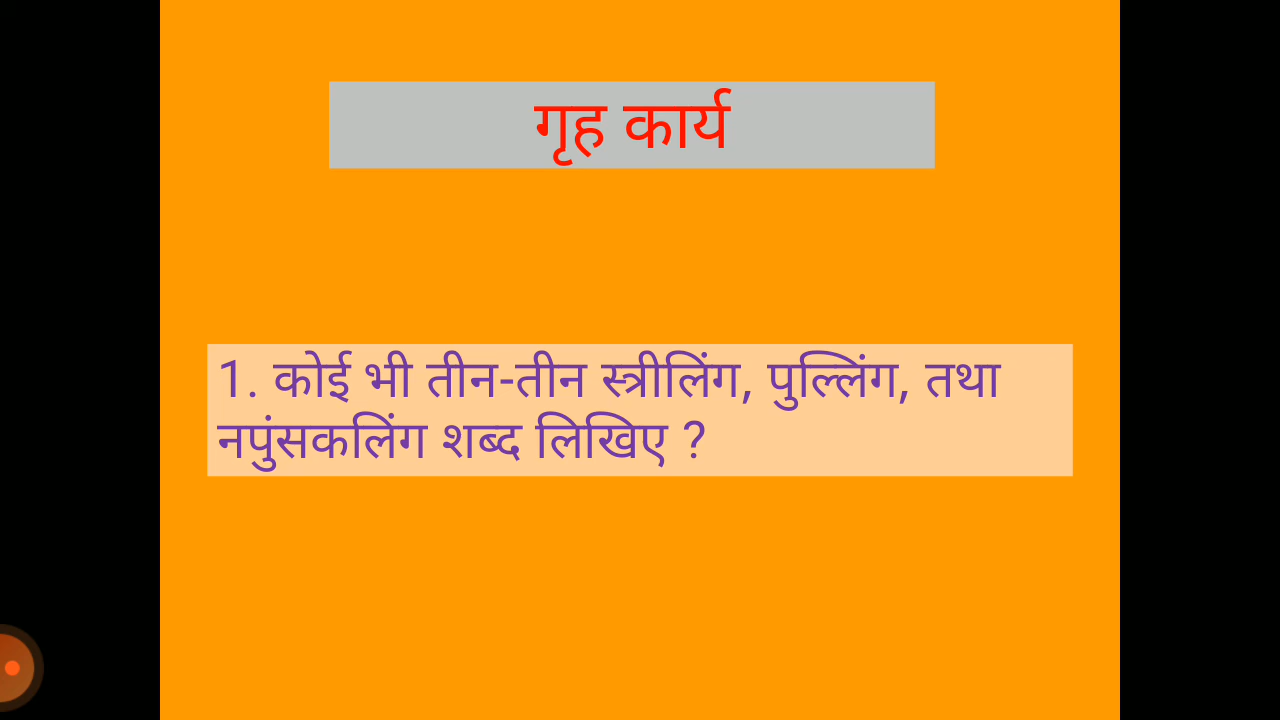 गृह कार्य
1. कोई भी तीन-तीन स्त्रीलिंग, पुल्लिंग, तथा
नपुंसकलिंग शब्द लिखिए ?